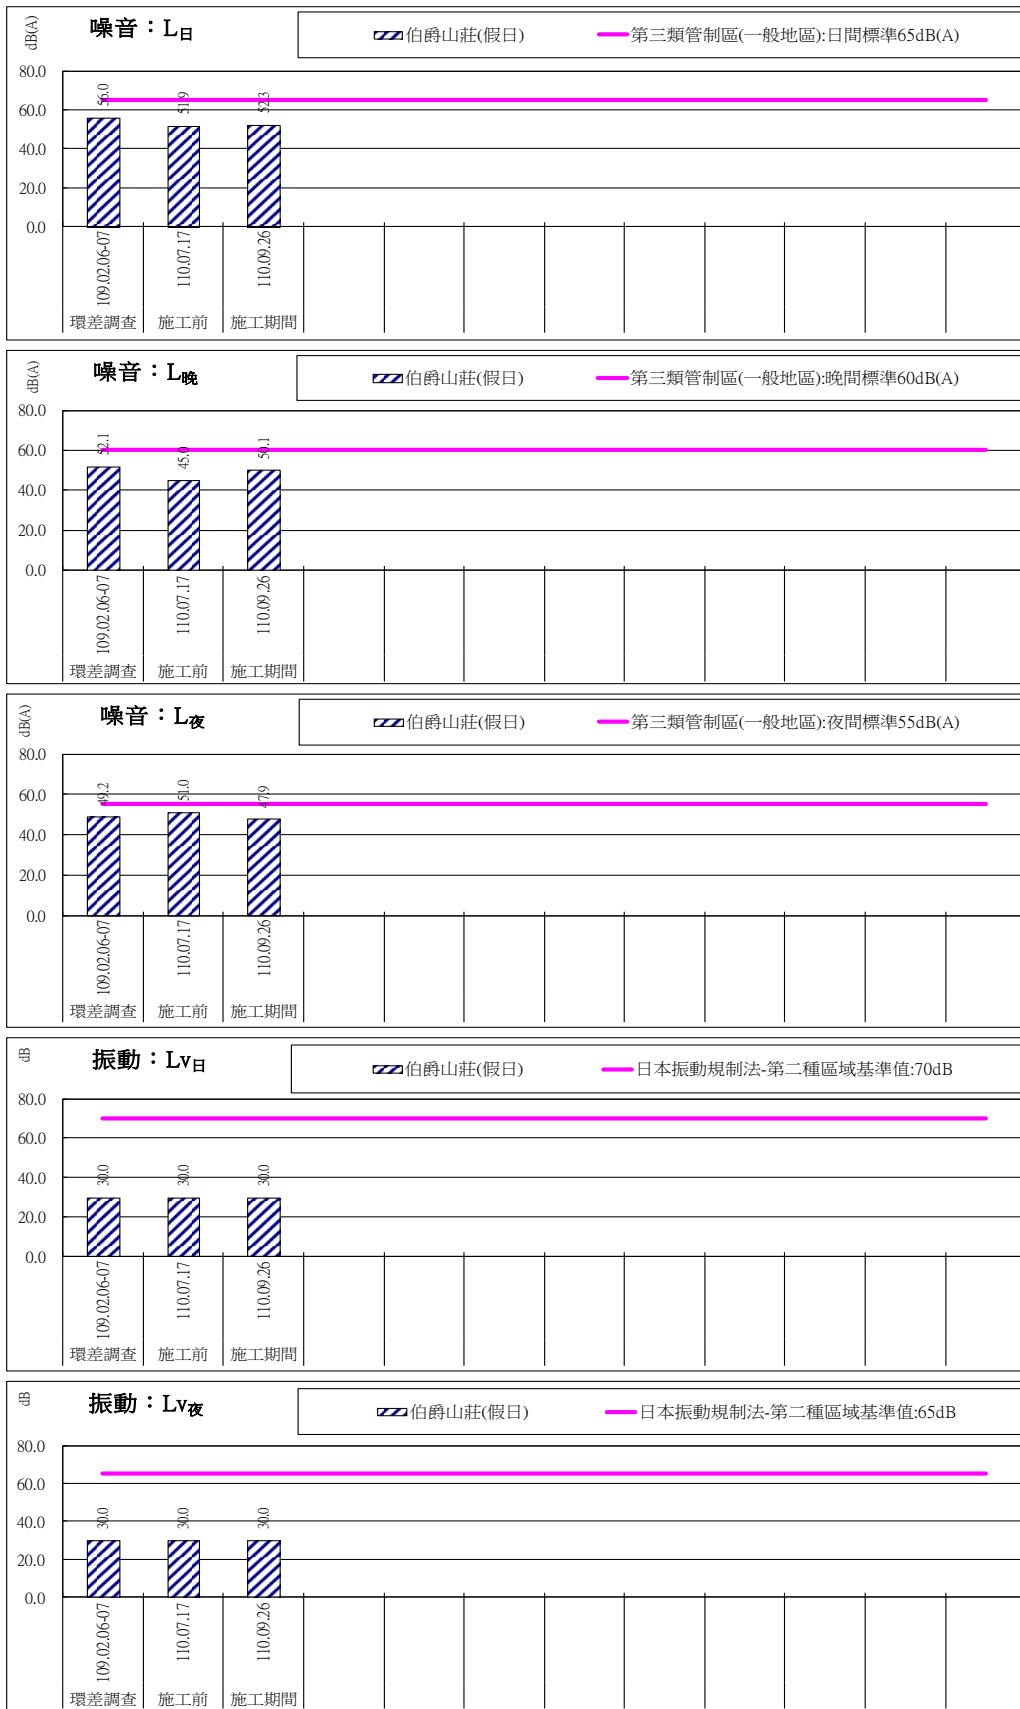 dB(A)
噪音：L日
伯爵山莊(假日)
第三類管制區(一般地區):日間標準65dB(A)
80.0
60.0
40.0
20.0
0.0
56.0
51.9
52.3
109.02.06-07
110.07.17
110.09.26
環差調查
施工前
施工期間
dB(A)
噪音：L晚
伯爵山莊(假日)
第三類管制區(一般地區):晚間標準60dB(A)
80.0
60.0
40.0
20.0
0.0
52.1
45.0
50.1
109.02.06-07
110.07.17
110.09.26
環差調查
施工前
施工期間
dB(A)
噪音：L夜
伯爵山莊(假日)
第三類管制區(一般地區):夜間標準55dB(A)
80.0
60.0
40.0
20.0
0.0
49.2
51.0
47.9
109.02.06-07
110.07.17
110.09.26
環差調查
施工前
施工期間
dB
振動：Lv日
伯爵山莊(假日)
日本振動規制法-第二種區域基準值:70dB
80.0
60.0
40.0
20.0
0.0
30.0
30.0
30.0
109.02.06-07
110.07.17
110.09.26
環差調查
施工前
施工期間
dB
振動：Lv夜
伯爵山莊(假日)
日本振動規制法-第二種區域基準值:65dB
80.0
60.0
40.0
20.0
0.0
30.0
30.0
30.0
109.02.06-07
110.07.17
110.09.26
環差調查
施工前
施工期間